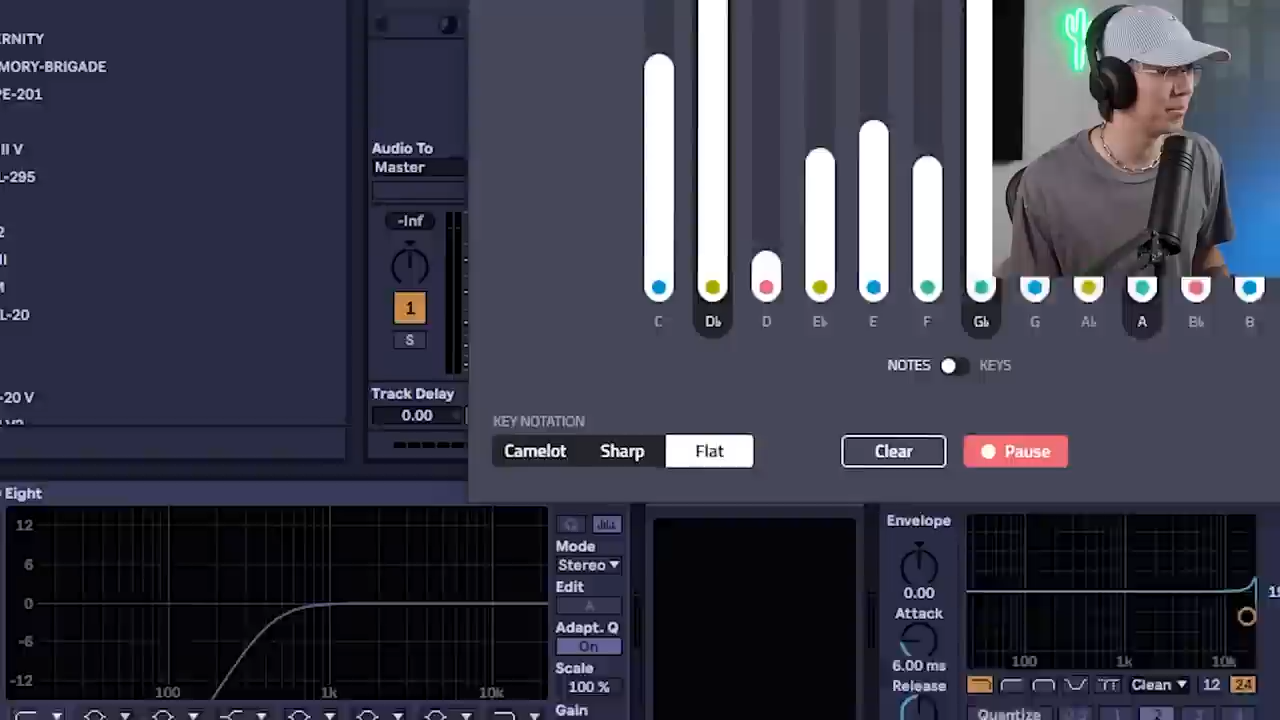 ERNITY
MORY-BRIGADE
PE-201
II V
L-295
2
II
M
L-20
-20 V
Audio To
Master
-Inf
1
S
Track Delay
0.00
C D♭ D E♭ E F G♭ G A♭ A B♭ B
NOTES KEYS
KEY NOTATION
Camelot Sharp Flat
Clear
Pause
Eight
12
6
0
-6
-12
100 1k 10k
Mode
Stereo
Edit
A
Adapt. Q
On
Scale
100 %
Gain
Envelope
0.00
Attack
6.00 ms
Release
100 1k 10k
Clean 12 24
Quantize